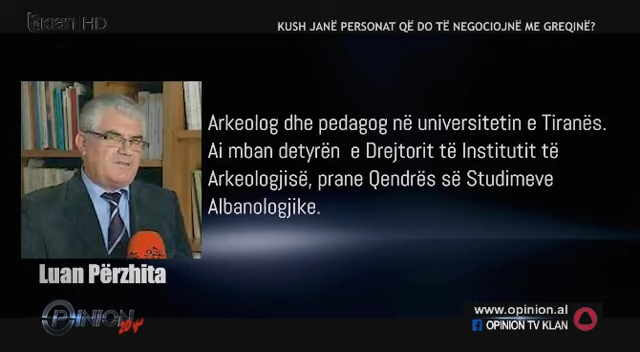 klan HD
KUSH JANË PERSONAT QË DO TË NEGOCIOJNË ME GREQINË?
Arkeolog dhe pedagog në universitetin e Tiranës.
Ai mban detyrën e Drejtorit të Institutit të
Arkeologjisë, prane Qendrës së Studimeve
Albanologjike.
Luan Përzhita
OPINION
www.opinion.al
OPINION TV KLAN